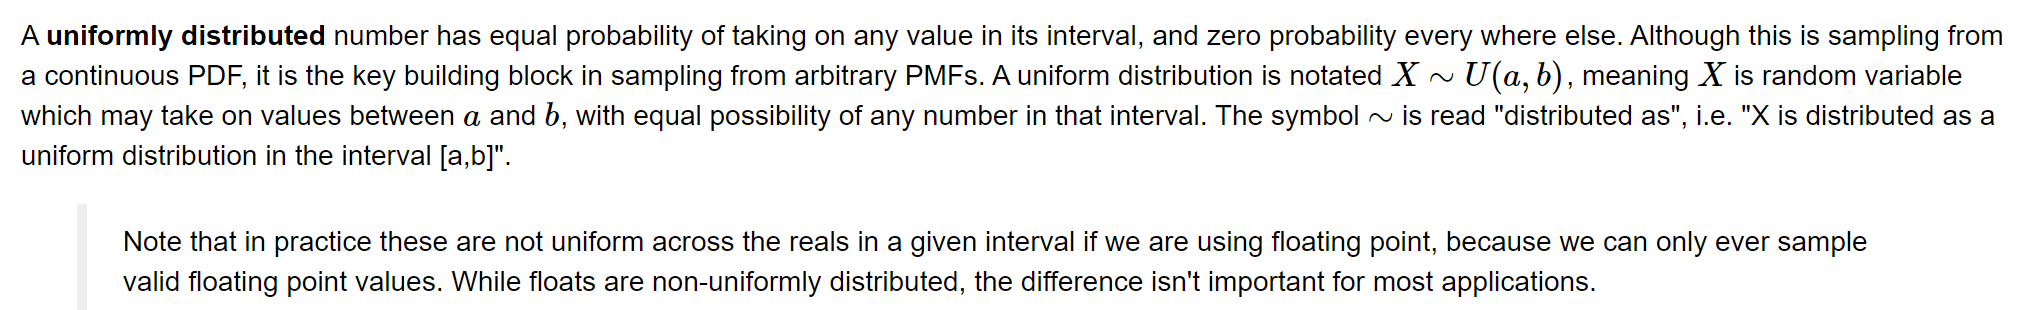 A uniformly distributed number has equal probability of taking on any value in its interval, and zero probability every where else. Although this is sampling from
a continuous PDF, it is the key building block in sampling from arbitrary PMFs. A uniform distribution is notated X ∼ U(a, b), meaning X is random variable
which may take on values between a and b, with equal possibility of any number in that interval. The symbol ∼ is read "distributed as", i.e. "X is distributed as a
uniform distribution in the interval [a,b]".
Note that in practice these are not uniform across the reals in a given interval if we are using floating point, because we can only ever sample
valid floating point values. While floats are non-uniformly distributed, the difference isn't important for most applications.